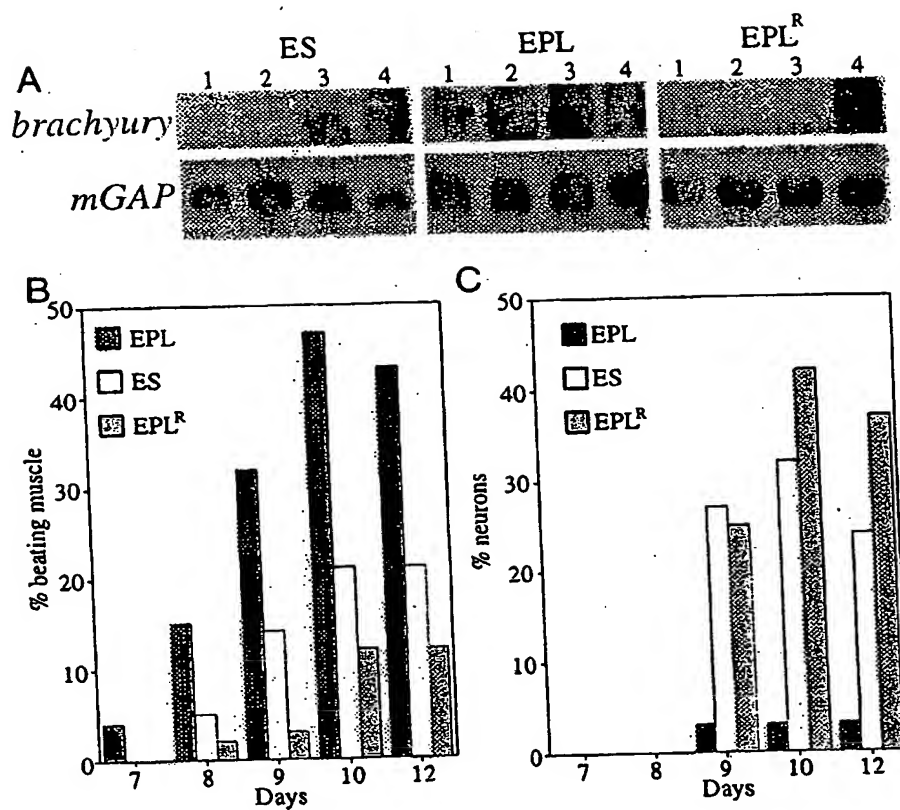 ES EPL EPL^R
A 1 2 3 4 1 2 3 4 1 2 3 4
brachyury
mGAP
B
50
40
30
20
10
0
% beating muscle
EPL
ES
EPL^R
7 8 9 10 12
Days
C
50
40
30
20
10
0
% neurons
EPL
ES
EPL^R
7 8 9 10 12
Days